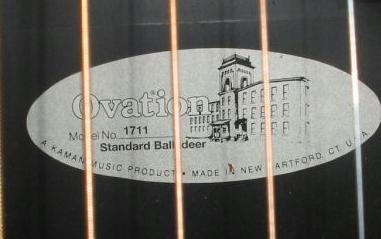 Ovation
Model No. 1711
Standard Balladeer
A KAMAN MUSIC PRODUCT • MADE IN NEW HARTFORD, CT. U.S.A.